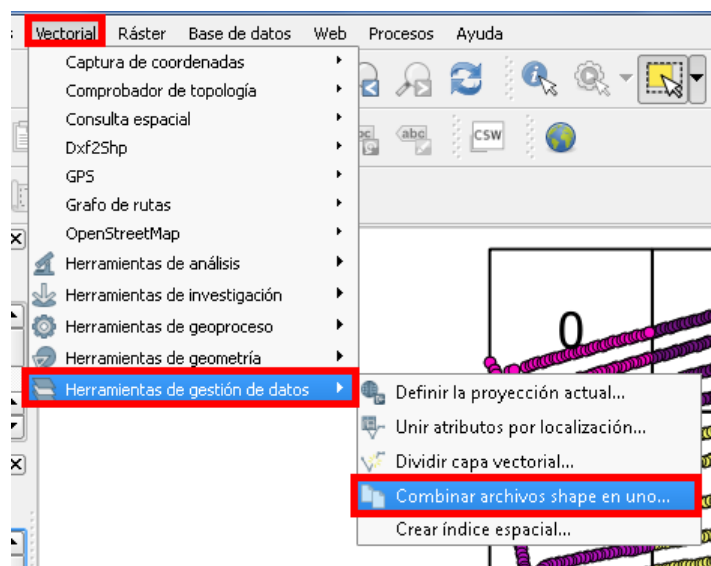 Vectorial Ráster Base de datos Web Procesos Ayuda
Captura de coordenadas
Comprobador de topología
Consulta espacial
Dxf2Shp
GPS
Grafo de rutas
OpenStreetMap
Herramientas de análisis
Herramientas de investigación
Herramientas de geoproceso
Herramientas de geometría
Herramientas de gestión de datos
abc
CSW
0
Definir la proyección actual...
Unir atributos por localización...
Dividir capa vectorial...
Combinar archivos shape en uno...
Crear índice espacial...